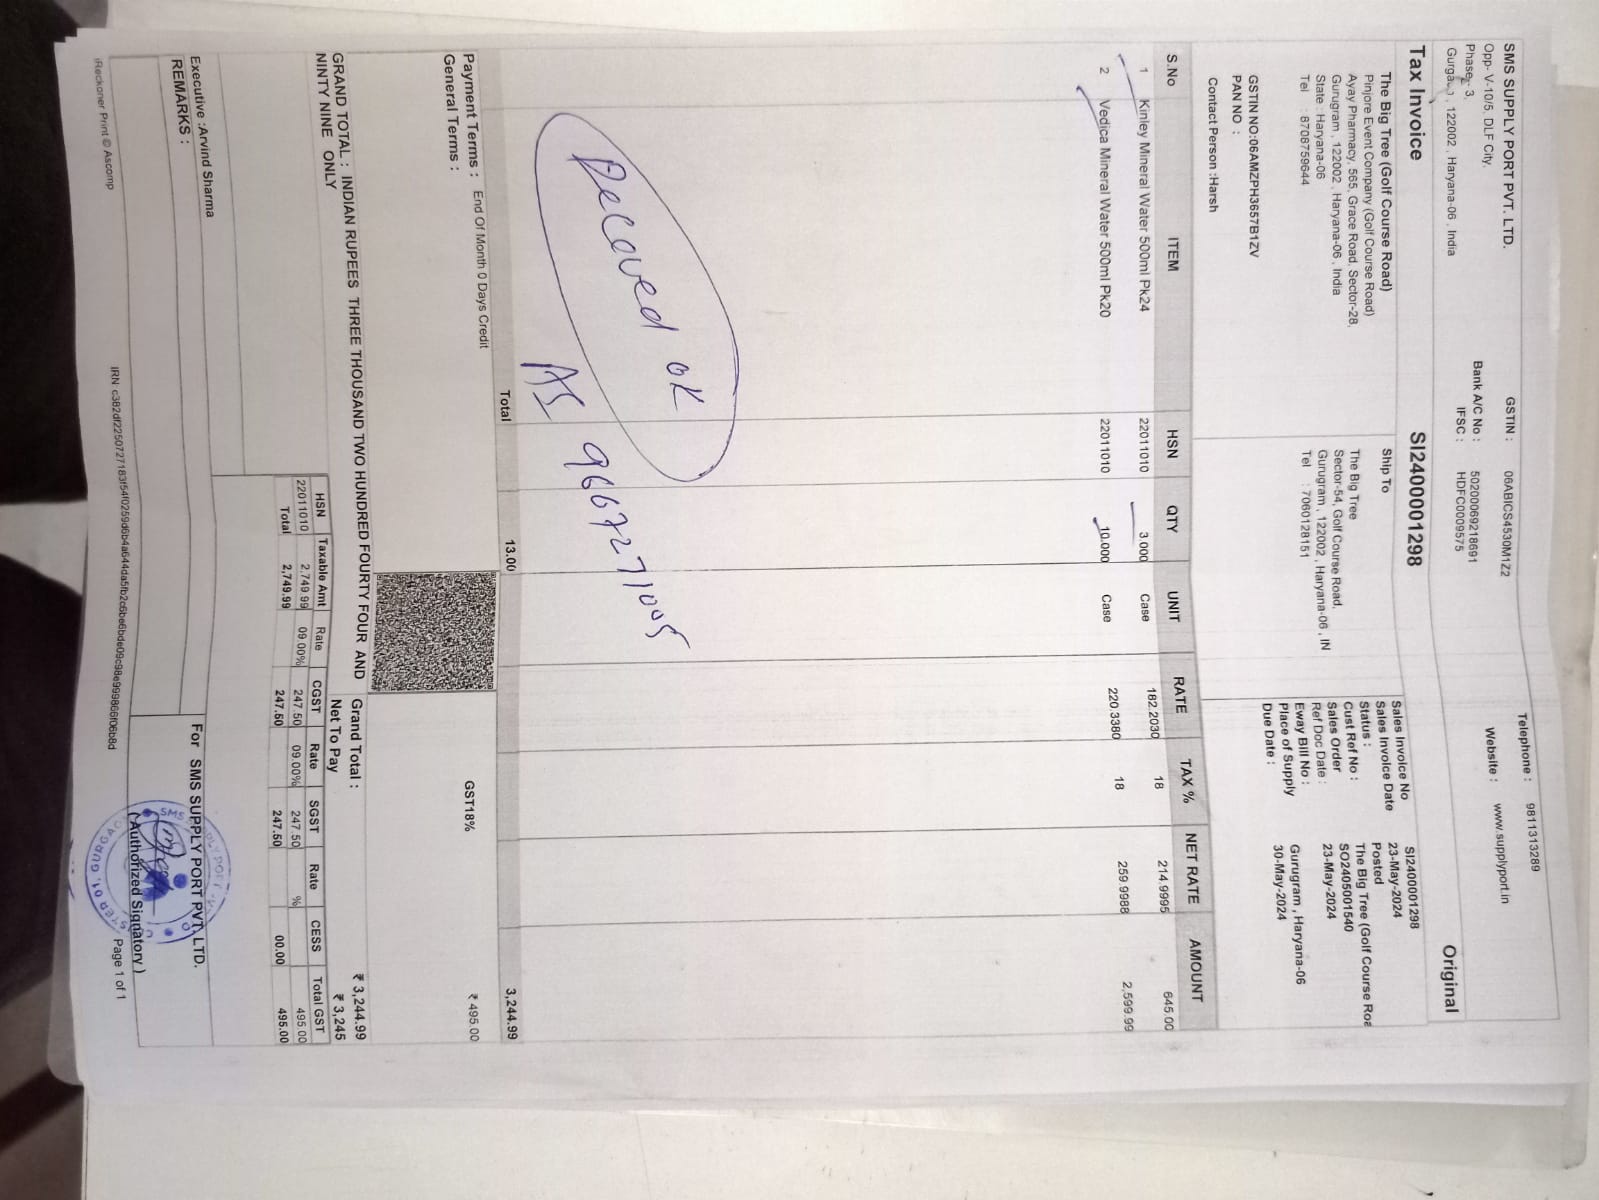 SMS SUPPLY PORT PVT. LTD.
Opp- V-10/5, DLF City,
Phase- 3,
Gurgaon, 122002 , Haryana-06 , India
GSTIN : 06ABICS4530M1Z2
Bank A/C No : 50200069218691
IFSC : HDFC0009575
Telephone : 9811313289
Website : www.supplyport.in
Original
Tax Invoice SI2400001298
The Big Tree (Golf Course Road)
Pinjore Event Company (Golf Course Road)
Ayay Pharmacy, 565, Grace Road, Sector-28,
Gurugram , 122002 , Haryana-06 , India
State : Haryana-06
Tel : 8708759644
GSTIN NO:06AMZPH3657B1ZV
PAN NO :
Contact Person :Harsh
Ship To
The Big Tree
Sector-54, Golf Course Road,
Gurugram , 122002 , Haryana-06 , IN
Tel : 7060128151
Sales Invoice No SI2400001298
Sales Invoice Date 23-May-2024
Status : Posted
Cust Ref No : The Big Tree (Golf Course Roa
Sales Order SO2405001540
Ref Doc Date : 23-May-2024
Eway Bill No :
Place of Supply Gurugram , Haryana-06
Due Date : 30-May-2024
S.No ITEM HSN QTY UNIT RATE TAX % NET RATE AMOUNT
1 Kinley Mineral Water 500ml Pk24 22011010 3.000 Case 182.2030 18 214.9995 645.00
2 Vedica Mineral Water 500ml Pk20 22011010 10.000 Case 220.3380 18 259.9988 2,599.99
Recaved OK
AS 9667271005
Total 13.00 3,244.99
Payment Terms : End Of Month 0 Days Credit
General Terms :
GST18% ₹ 495.00
GRAND TOTAL : INDIAN RUPEES THREE THOUSAND TWO HUNDRED FOURTY FOUR AND
NINTY NINE ONLY
Grand Total : ₹ 3,244.99
Net To Pay ₹ 3,245
HSN Taxable Amt Rate CGST Rate SGST Rate CESS Total GST
22011010 2,749.99 09.00% 247.50 09.00% 247.50 % 495.00
Total 2,749.99 247.50 247.50 00.00 495.00
Executive :Arvind Sharma
REMARKS :
For SMS SUPPLY PORT PVT. LTD.
( Authorized Signatory )
iReckoner Print © Ascomp
Page 1 of 1